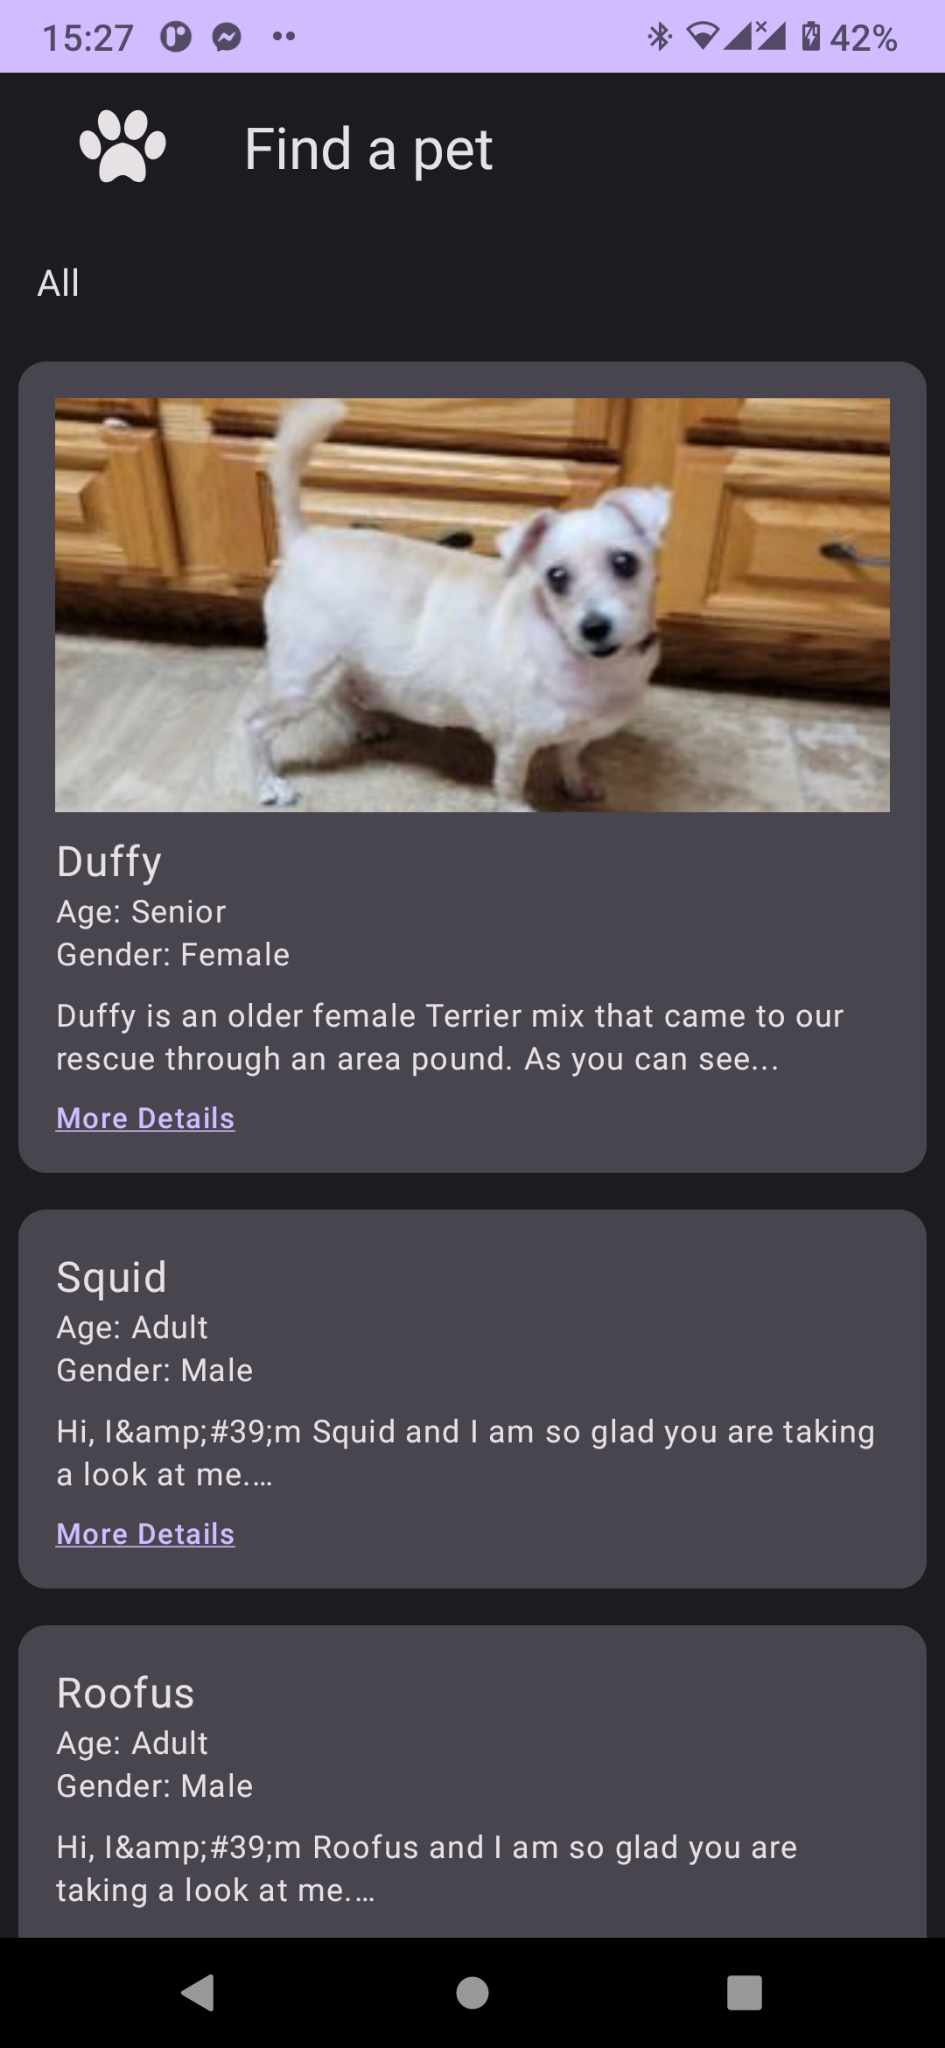 15:27
42%
Find a pet
All
Duffy
Age: Senior
Gender: Female
Duffy is an older female Terrier mix that came to our
rescue through an area pound. As you can see...
More Details
Squid
Age: Adult
Gender: Male
Hi, I&amp;#39;m Squid and I am so glad you are taking
a look at me....
More Details
Roofus
Age: Adult
Gender: Male
Hi, I&amp;#39;m Roofus and I am so glad you are
taking a look at me....